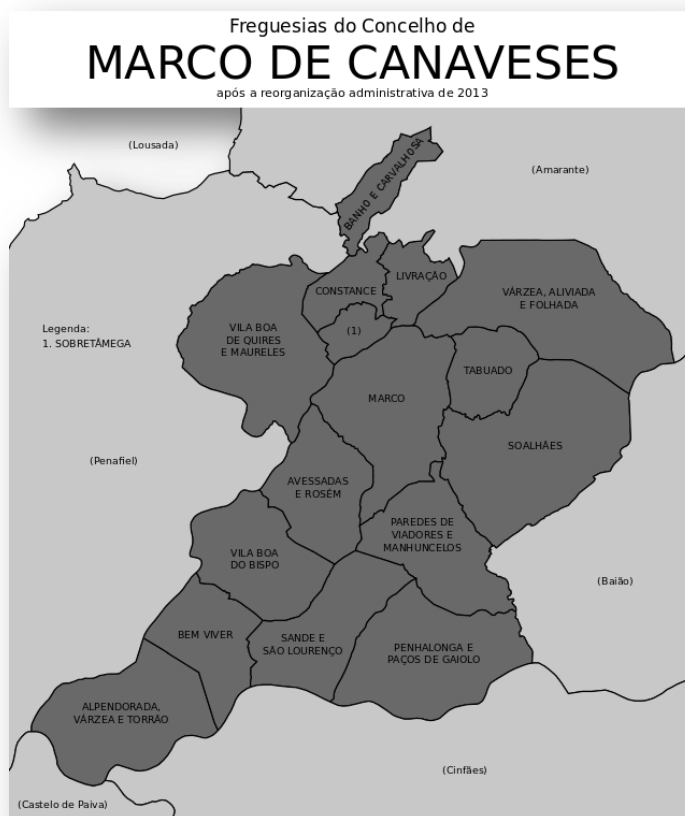 Freguesias do Concelho de
MARCO DE CANAVESES
após a reorganização administrativa de 2013
(Lousada)
(Amarante)
BANHO E CARVALHOSA
CONSTANCE
LIVRAÇÃO
VÁRZEA, ALIVIADA
E FOLHADA
Legenda:
1. SOBRETÂMEGA
VILA BOA
DE QUIRES
E MAURELES
(1)
TABUADO
MARCO
SOALHÃES
(Penafiel)
AVESSADAS
E ROSÉM
PAREDES DE
VIADORES E
MANHUNCELOS
VILA BOA
DO BISPO
(Baião)
BEM VIVER
SANDE E
SÃO LOURENÇO
PENHALONGA E
PAÇOS DE GAIOLO
ALPENDORADA,
VÁRZEA E TORRÃO
(Cinfães)
(Castelo de Paiva)